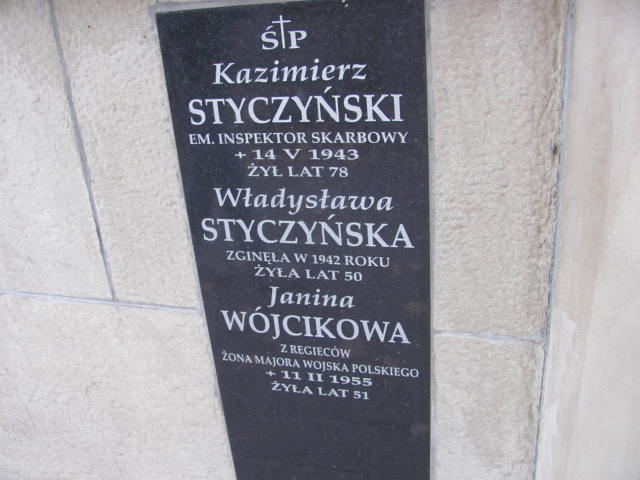 Ś†P
Kazimierz
STYCZYŃSKI
EM. INSPEKTOR SKARBOWY
+ 14 V 1943
ŻYŁ LAT 78
Władysława
STYCZYŃSKA
ZGINĘŁA W 1942 ROKU
ŻYŁA LAT 50
Janina
WÓJCIKOWA
Z REGIECÓW
ŻONA MAJORA WOJSKA POLSKIEGO
+ 11 II 1955
ŻYŁA LAT 51